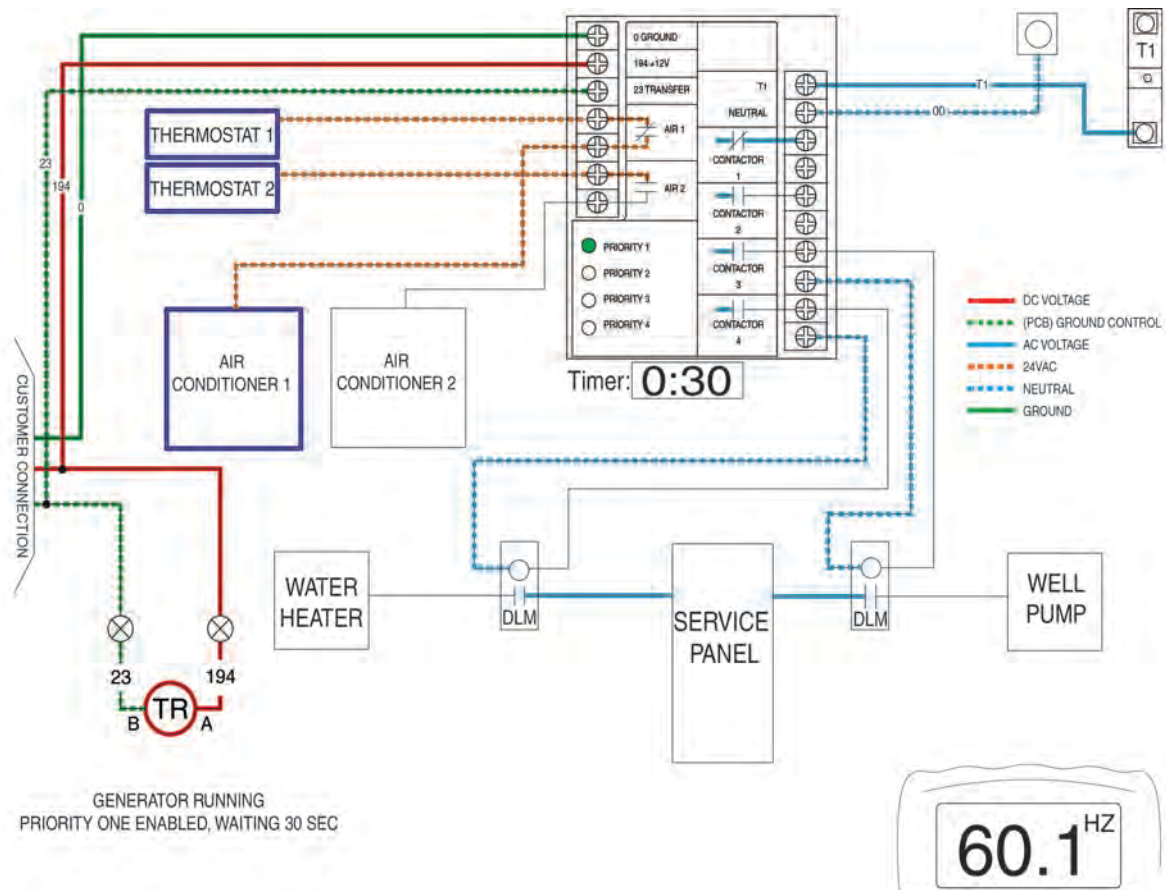 0 GROUND
194 +12V
23 TRANSFER
AIR 1
AIR 2
T1
NEUTRAL
CONTACTOR
1
CONTACTOR
2
CONTACTOR
3
CONTACTOR
4
PRIORITY 1
PRIORITY 2
PRIORITY 3
PRIORITY 4
Timer: 0:30
T1
00
T1
THERMOSTAT 1
THERMOSTAT 2
23
194
0
AIR
CONDITIONER 1
AIR
CONDITIONER 2
CUSTOMER CONNECTION
DC VOLTAGE
(PCB) GROUND CONTROL
AC VOLTAGE
24VAC
NEUTRAL
GROUND
WATER
HEATER
DLM
SERVICE
PANEL
DLM
WELL
PUMP
23
194
B
TR
A
GENERATOR RUNNING
PRIORITY ONE ENABLED, WAITING 30 SEC
60.1 HZ